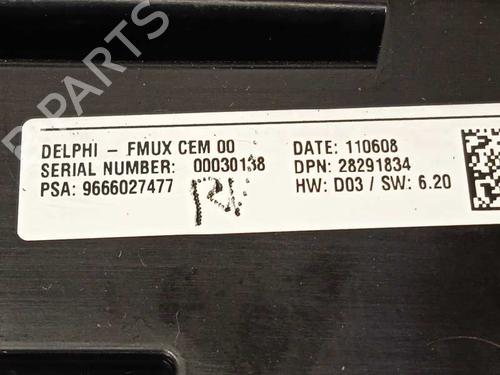 B-PARTS
DELPHI - FMUX CEM 00
SERIAL NUMBER: 00030138
PSA: 9666027477
DATE: 110608
DPN: 28291834
HW: D03 / SW: 6.20